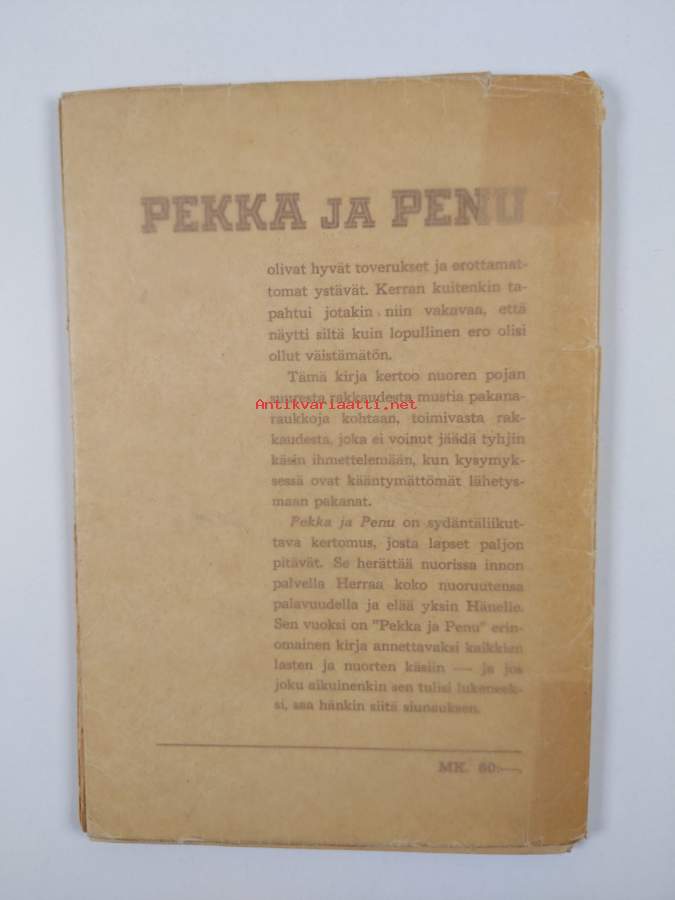 PEKKA JA PENU
olivat hyvät toverukset ja erottamat-
tomat ystävät. Kerran kuitenkin ta-
pahtui jotakin niin vakavaa, että
näytti siltä kuin lopullinen ero olisi
ollut väistämätön.
Tämä kirja kertoo nuoren pojan
suuresta rakkaudesta mustia pakana-
Antikvariaatti.net
raukkoja kohtaan, toimivasta rak-
kaudesta, joka ei voinut jäädä tyhjin
käsin ihmettelemään, kun kysymyk-
sessä ovat kääntymättömät lähetys-
maan pakanat.
Pekka ja Penu on sydäntäliikut-
tava kertomus, josta lapset paljon
pitävät. Se herättää nuorissa innon
palvella Herraa koko nuoruutensa
palavuudella ja elää yksin Hänelle.
Sen vuoksi on "Pekka ja Penu" erin-
omainen kirja annettavaksi kaikkien
lasten ja nuorten käsiin — ja jos
joku aikuinenkin sen tulisi lukeneek-
si, saa hänkin siitä siunauksen.
MK. 60:—,